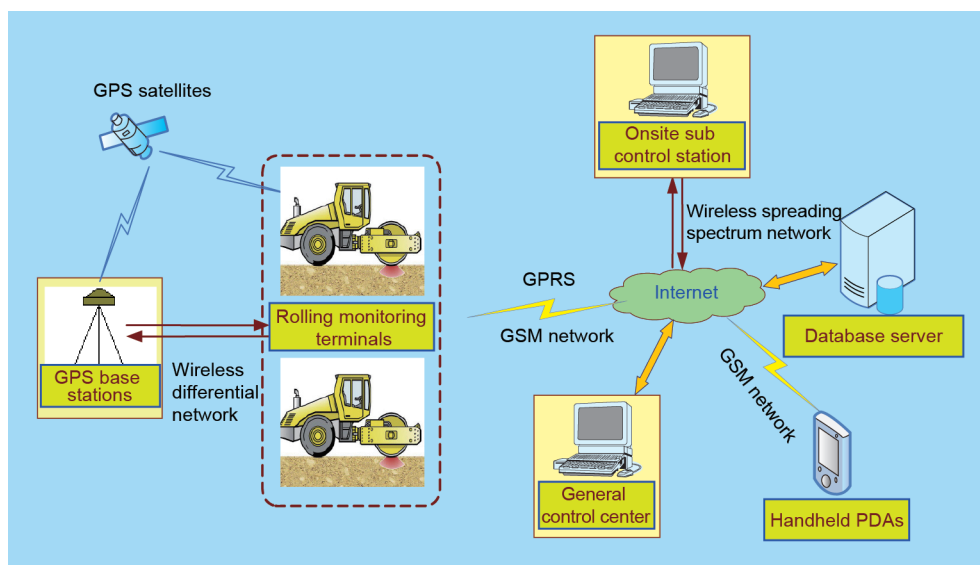 GPS satellites
Onsite sub
control station
Wireless spreading
spectrum network
GPRS
Internet
Rolling monitoring
terminals
GSM network
Database server
GPS base
stations
Wireless
differential
network
GSM network
General
control center
Handheld PDAs